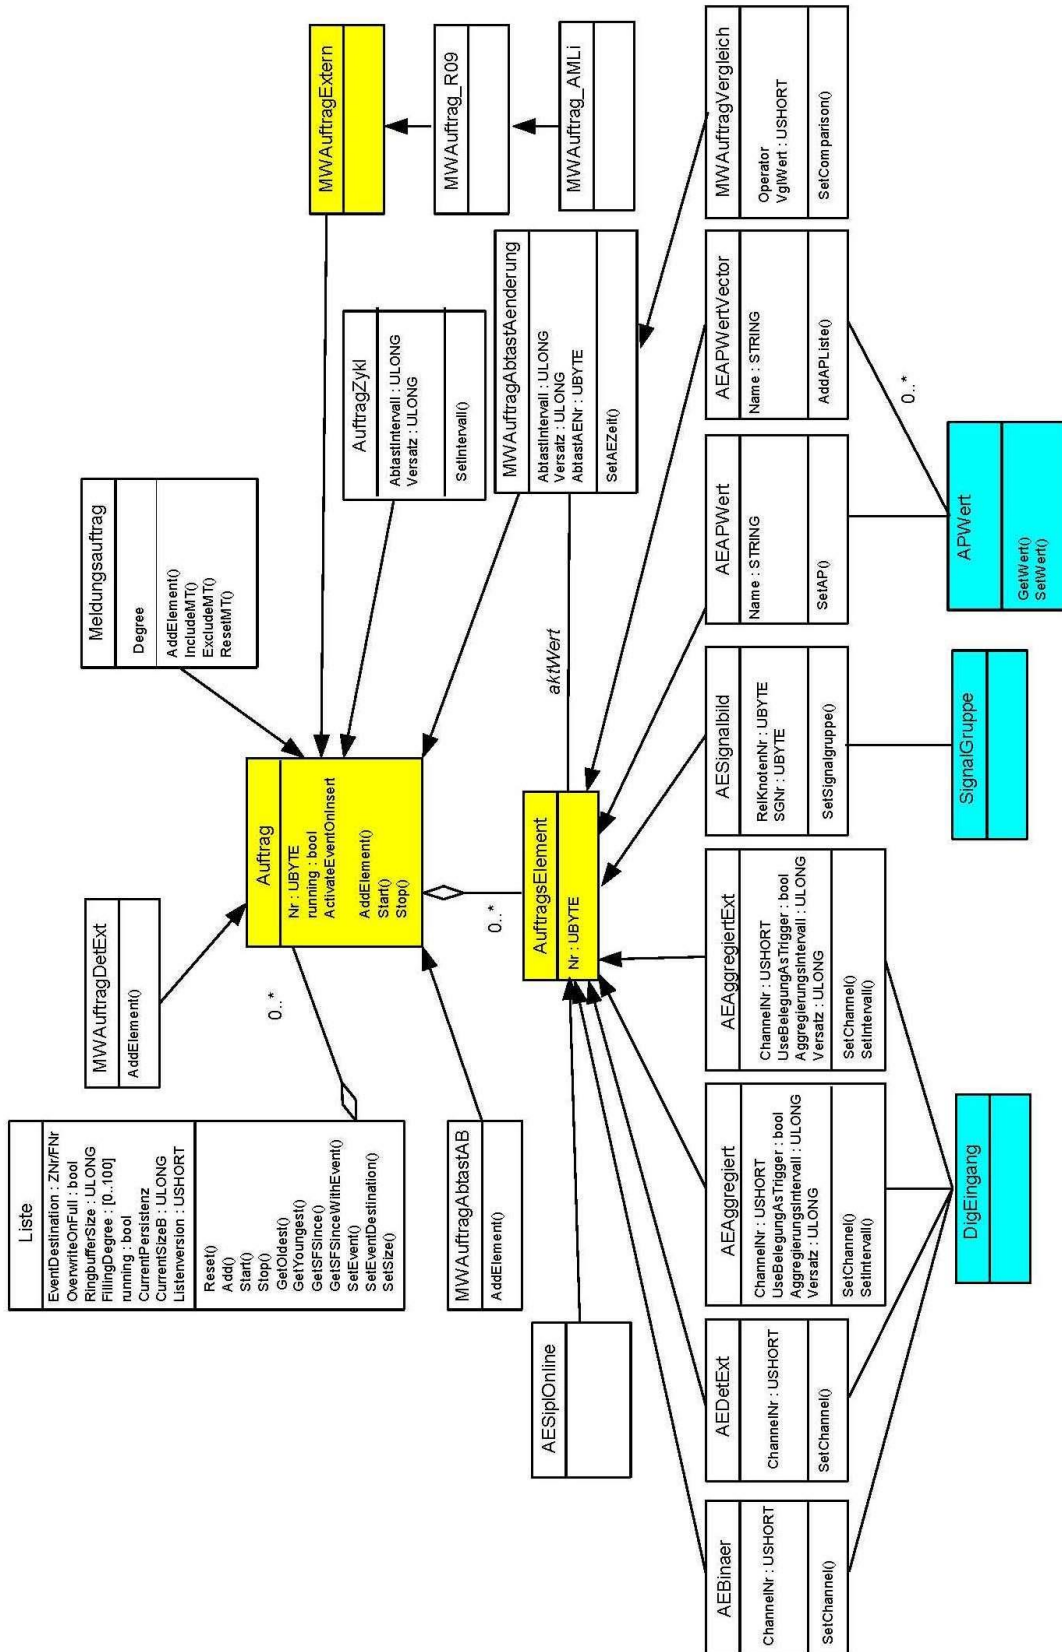 Liste
EventDestination : ZNr/FNr
OverwriteOnFull : bool
RingbufferSize : ULONG
FillingDegree : [0..100]
running : bool
CurrentPersistenz
CurrentSizeB : ULONG
Listenversion : USHORT
Reset()
Add()
Start()
Stop()
GetOldest()
GetYoungest()
GetSFSince()
GetSFSinceWithEvent()
SetEvent()
SetEventDestination()
SetSize()
MWAuftragDetExt
AddElement()
Meldungsauftrag
Degree
AddElement()
IncludeMT()
ExcludeMT()
ResetMT()
MWAuftragExtern
MWAuftrag_R09
MWAuftrag_AMLi
0..*
Auftrag
Nr : UBYTE
running : bool
ActivateEventOnInsert
AddElement()
Start()
Stop()
AuftragZykl
AbtastIntervall : ULONG
Versatz : ULONG
SetIntervall()
MWAuftragAbtastAB
AddElement()
0..*
MWAuftragAbtastAenderung
AbtastIntervall : ULONG
Versatz : ULONG
AbtastAENr : UBYTE
SetAEZeit()
AESiplOnline
AuftragsElement
Nr : UBYTE
aktWert
AEBinaer
ChannelNr : USHORT
SetChannel()
AEDetExt
ChannelNr : USHORT
SetChannel()
AEAggregiert
ChannelNr : USHORT
UseBelegungAsTrigger : bool
AggregierungsIntervall : ULONG
Versatz : ULONG
SetChannel()
SetIntervall()
AEAggregiertExt
ChannelNr : USHORT
UseBelegungAsTrigger : bool
AggregierungsIntervall : ULONG
Versatz : ULONG
SetChannel()
SetIntervall()
AESignalbild
RelKnotenNr : UBYTE
SGNr : UBYTE
SetSignalgruppe()
AEAPWert
Name : STRING
SetAP()
AEAPWertVector
Name : STRING
AddAPListe()
MWAuftragVergleich
Operator
VglWert : USHORT
SetComparison()
0..*
DigEingang
SignalGruppe
APWert
GetWert()
SetWert()